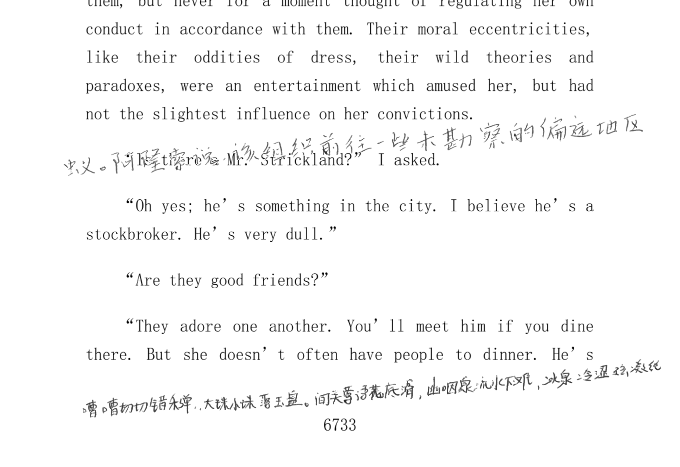 them, but never for a moment thought of regulating her own
conduct in accordance with them. Their moral eccentricities,
like their oddities of dress, their wild theories and
paradoxes, were an entertainment which amused her, but had
not the slightest influence on her convictions.
蚁。阿隆索说,该组织前往一些未勘察的偏远地区
“Is there a Mr. Strickland?” I asked.
“Oh yes; he’s something in the city. I believe he’s a
stockbroker. He’s very dull.”
“Are they good friends?”
“They adore one another. You’ll meet him if you dine
there. But she doesn’t often have people to dinner. He’s
嘈嘈切切错杂弹,大珠小珠落玉盘。间关莺语花底滑,幽咽泉流水下难,冰泉冷涩弦凝绝
6733